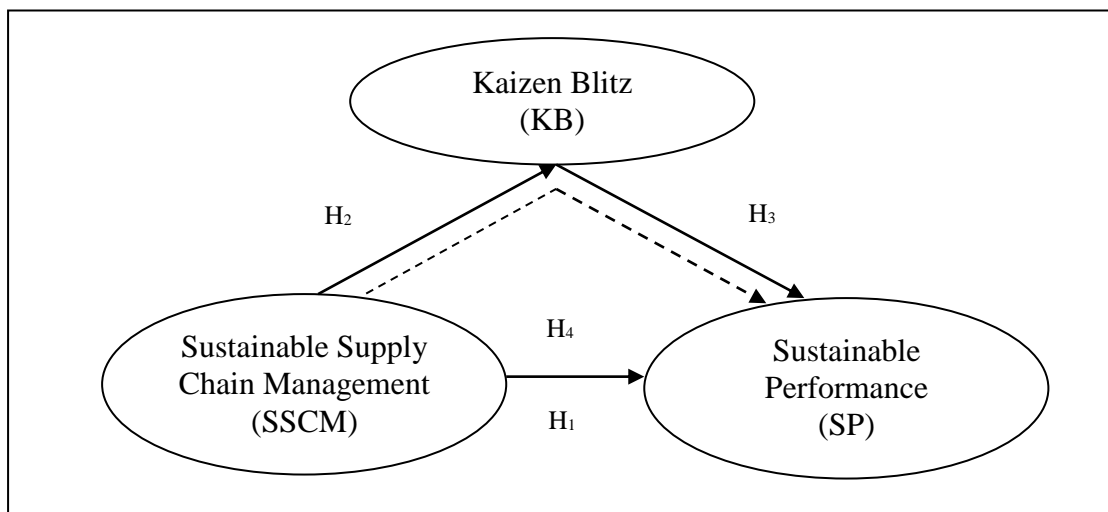 Kaizen Blitz
(KB)
H2
H3
H4
Sustainable Supply
Chain Management
(SSCM)
Sustainable
Performance
(SP)
H1